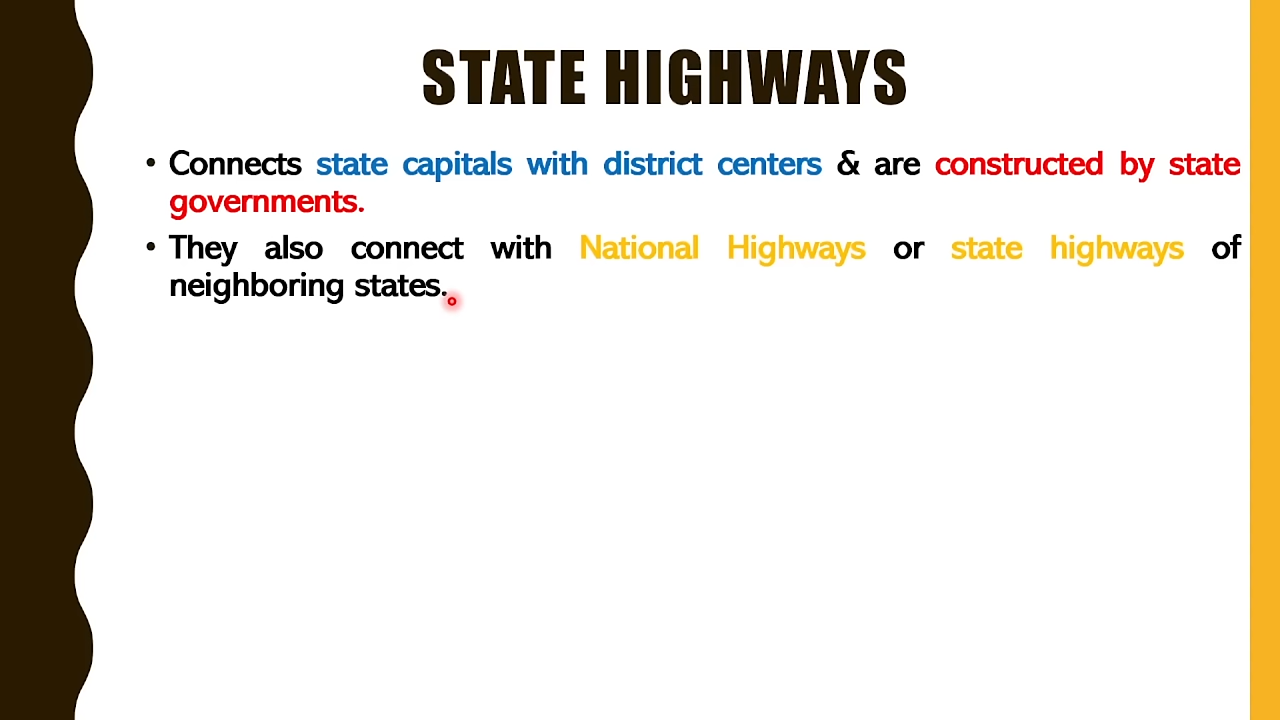 STATE HIGHWAYS
• Connects state capitals with district centers & are constructed by state
governments.
• They also connect with National Highways or state highways of
neighboring states.